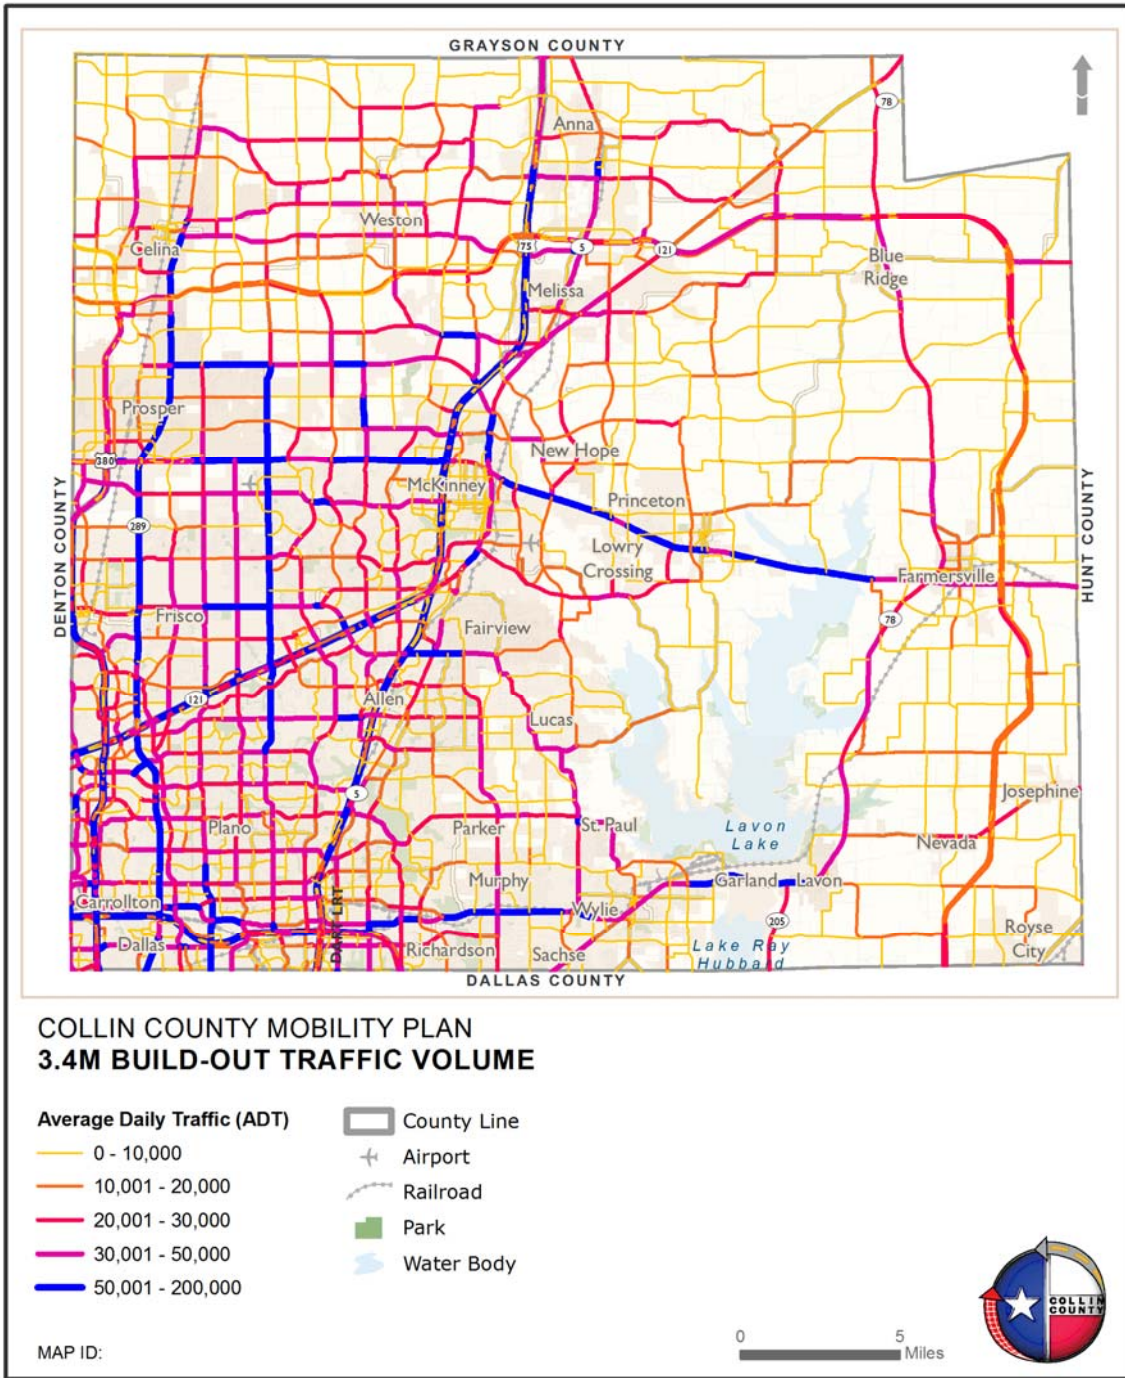 GRAYSON COUNTY
78
Anna
Weston
Celina
75
5
121
Blue
Ridge
Melissa
Prosper
380
New Hope
McKinney
Princeton
DENTON COUNTY
HUNT COUNTY
289
Lowry
Crossing
Farmersville
Frisco
78
Fairview
121
Allen
Lucas
5
Josephine
Plano
Parker
St. Paul
Lavon
Lake
Nevada
Murphy
Garland
Lavon
Carrollton
DART LRT
Wylie
205
Dallas
Richardson
Sachse
Lake Ray
Hubbard
Royse
City
DALLAS COUNTY
COLLIN COUNTY MOBILITY PLAN
3.4M BUILD-OUT TRAFFIC VOLUME
Average Daily Traffic (ADT)
0 - 10,000
10,001 - 20,000
20,001 - 30,000
30,001 - 50,000
50,001 - 200,000
County Line
Airport
Railroad
Park
Water Body
COLLIN
COUNTY
MAP ID:
0 5
Miles